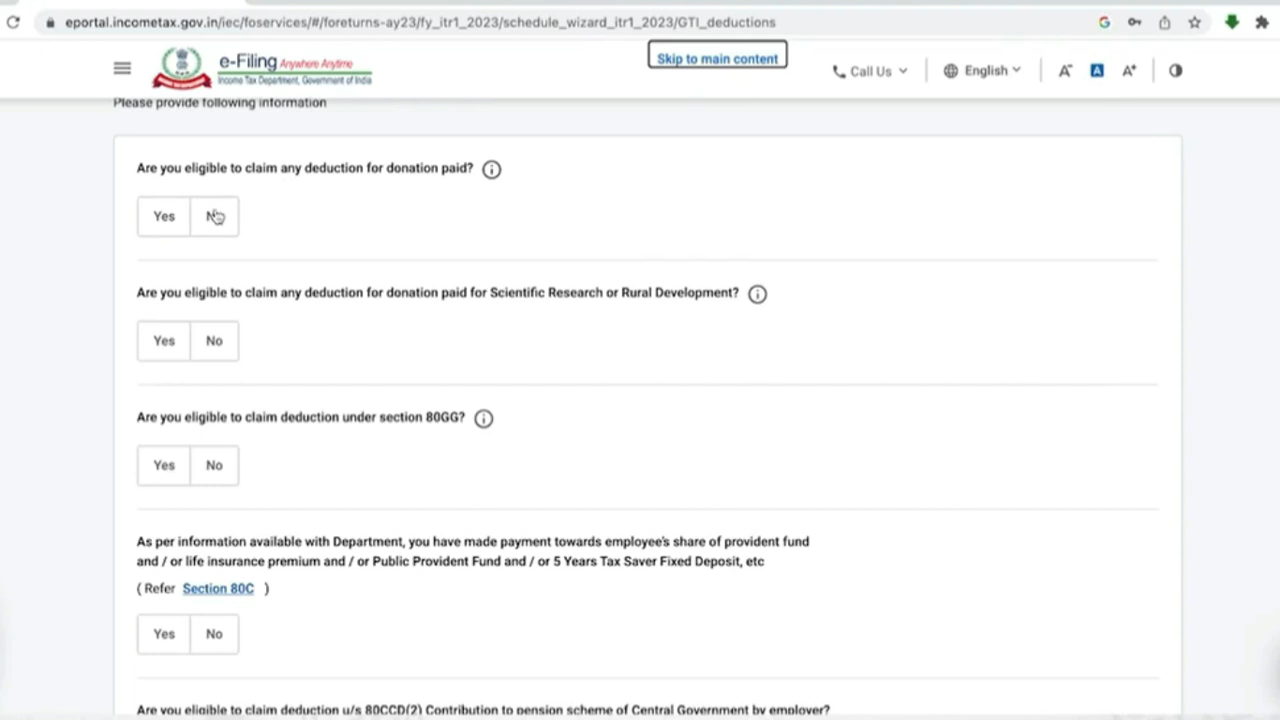 eportal.incometax.gov.in/iec/foservices/#/foreturns-ay23/fy_itr1_2023/schedule_wizard_itr1_2023/GTI_deductions
e-Filing Anywhere Anytime
Income Tax Department, Government of India
Skip to main content
Call Us
English
A-
A
A+
Please provide following information
Are you eligible to claim any deduction for donation paid?
Yes
No
Are you eligible to claim any deduction for donation paid for Scientific Research or Rural Development?
Yes
No
Are you eligible to claim deduction under section 80GG?
Yes
No
As per information available with Department, you have made payment towards employee's share of provident fund
and / or life insurance premium and / or Public Provident Fund and / or 5 Years Tax Saver Fixed Deposit, etc
( Refer Section 80C )
Yes
No
Are you eligible to claim deduction u/s 80CCD(2) Contribution to pension scheme of Central Government by employer?